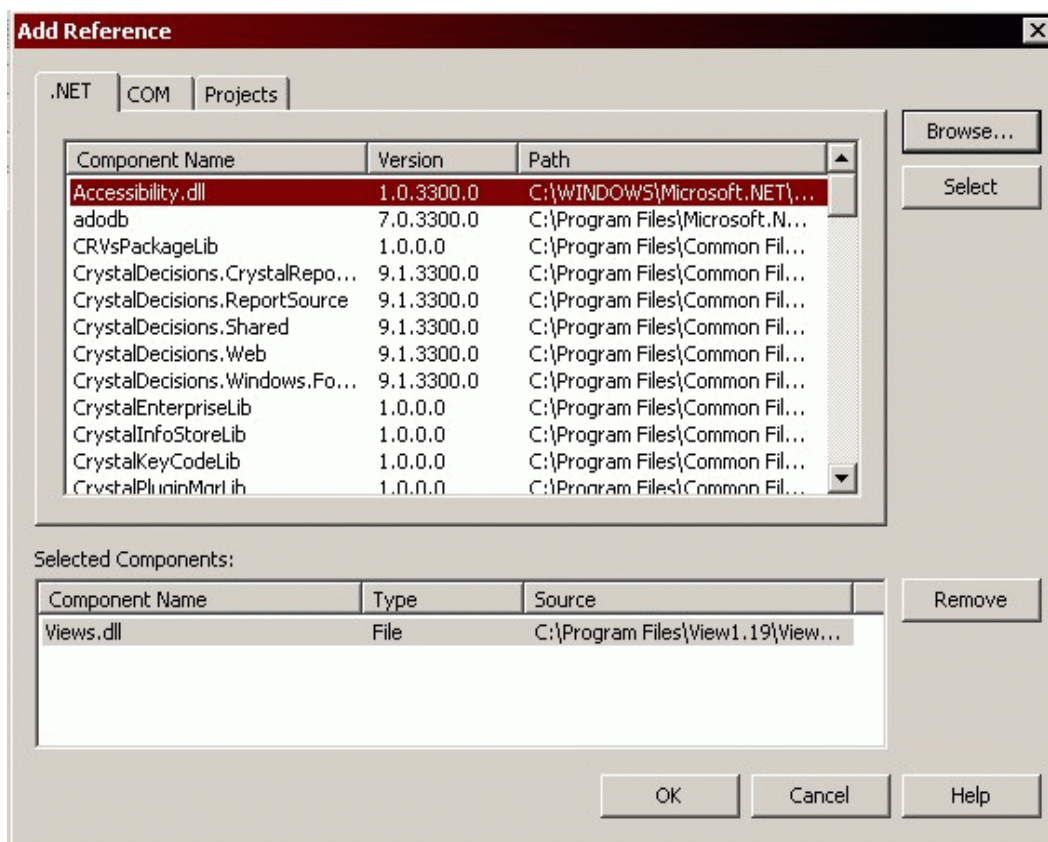 Add Reference
.NET COM Projects
Browse...
Select
Component Name Version Path
Accessibility.dll 1.0.3300.0 C:\WINDOWS\Microsoft.NET\...
adodb 7.0.3300.0 C:\Program Files\Microsoft.N...
CRVsPackageLib 1.0.0.0 C:\Program Files\Common Fil...
CrystalDecisions.CrystalRepo... 9.1.3300.0 C:\Program Files\Common Fil...
CrystalDecisions.ReportSource 9.1.3300.0 C:\Program Files\Common Fil...
CrystalDecisions.Shared 9.1.3300.0 C:\Program Files\Common Fil...
CrystalDecisions.Web 9.1.3300.0 C:\Program Files\Common Fil...
CrystalDecisions.Windows.Fo... 9.1.3300.0 C:\Program Files\Common Fil...
CrystalEnterpriseLib 1.0.0.0 C:\Program Files\Common Fil...
CrystalInfoStoreLib 1.0.0.0 C:\Program Files\Common Fil...
CrystalKeyCodeLib 1.0.0.0 C:\Program Files\Common Fil...
CrystalPluginMgrLib 1.0.0.0 C:\Program Files\Common Fil...
Selected Components:
Component Name Type Source
Remove
Views.dll File C:\Program Files\View1.19\View...
OK Cancel Help